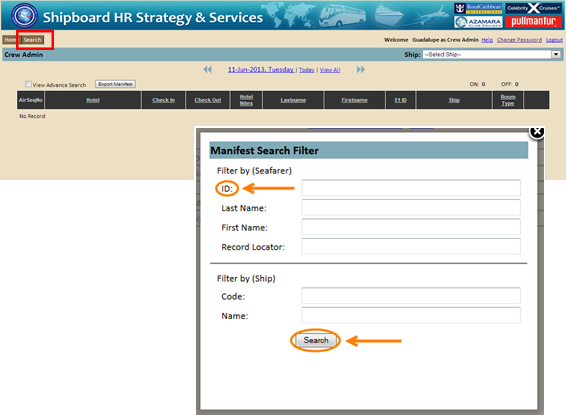 Shipboard HR Strategy & Services
RoyalCaribbean INTERNATIONAL
Celebrity X Cruises
AZAMARA CLUB CRUISES
pullmantur
Home Search
Welcome Guadalupe as Crew Admin Help Change Password Logout
Crew Admin
Ship: --Select Ship--
11-Jun-2013, Tuesday | Today | View All
View Advance Search Export Manifest
ON: 0 OFF: 0
AirSeqNo Hotel Check In Check Out Hotel Nites Lastname Firstname E1 ID Ship Room Type
No Record
Manifest Search Filter
Filter by (Seafarer)
ID:
Last Name:
First Name:
Record Locator:
Filter by (Ship)
Code:
Name:
Search